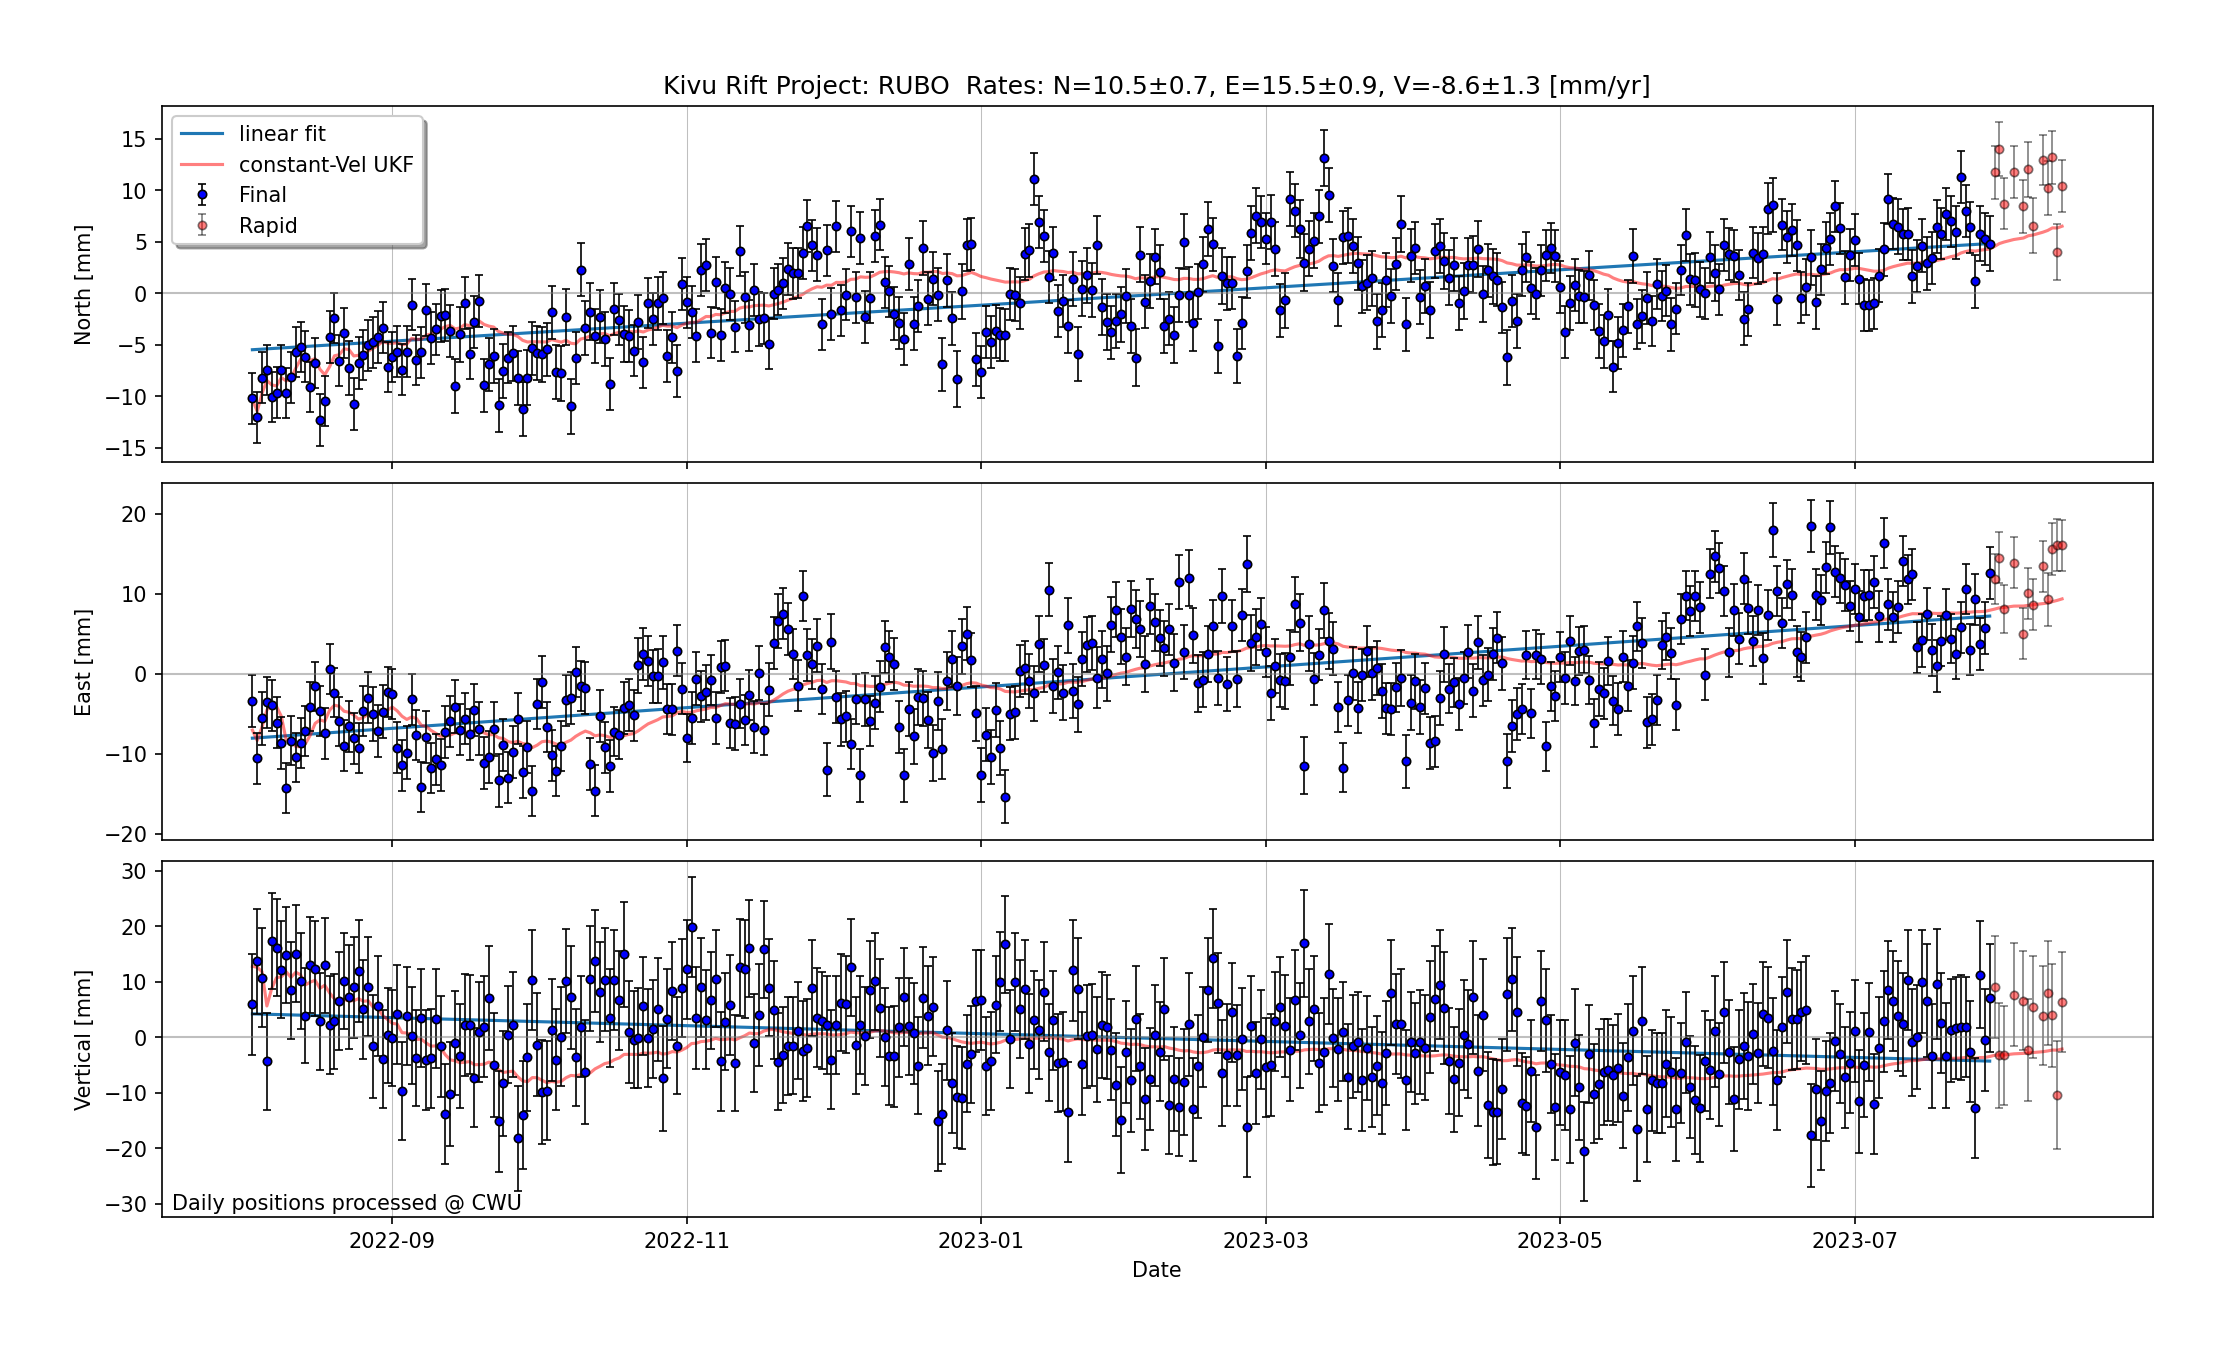 Kivu Rift Project: RUBO  Rates: N=10.5±0.7, E=15.5±0.9, V=-8.6±1.3 [mm/yr]
linear fit
constant-Vel UKF
Final
Rapid
North [mm]
15
10
5
0
−5
−10
−15
East [mm]
20
10
0
−10
−20
Vertical [mm]
30
20
10
0
−10
−20
−30
Daily positions processed @ CWU
2022-09
2022-11
2023-01
2023-03
2023-05
2023-07
Date